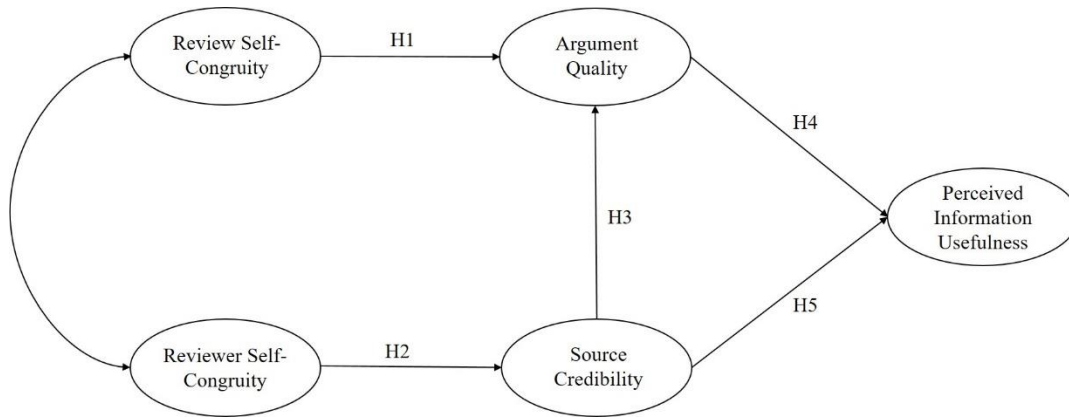 Review Self-
Congruity
H1
Argument
Quality
H4
H3
Perceived
Information
Usefulness
H5
Reviewer Self-
Congruity
H2
Source
Credibility